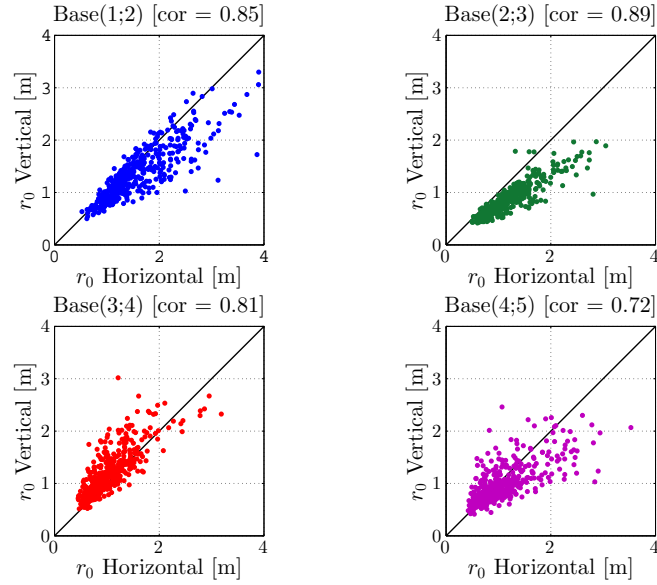 Base(1;2) [cor = 0.85]
Base(2;3) [cor = 0.89]
4
3
2
1
0
r₀ Vertical [m]
0
2
4
r₀ Horizontal [m]
4
3
2
1
0
r₀ Vertical [m]
0
2
4
r₀ Horizontal [m]
Base(3;4) [cor = 0.81]
Base(4;5) [cor = 0.72]
4
3
2
1
0
r₀ Vertical [m]
0
2
4
r₀ Horizontal [m]
4
3
2
1
0
r₀ Vertical [m]
0
2
4
r₀ Horizontal [m]